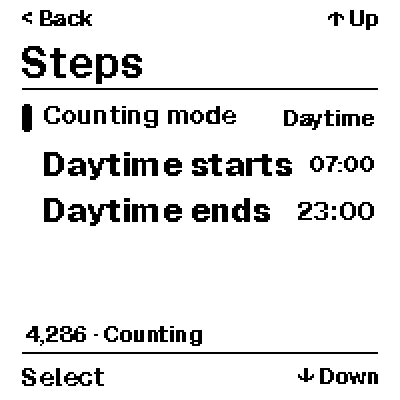 < Back ↑ Up
Steps
Counting mode Daytime
Daytime starts 07:00
Daytime ends 23:00
4,286 · Counting
Select ↓ Down